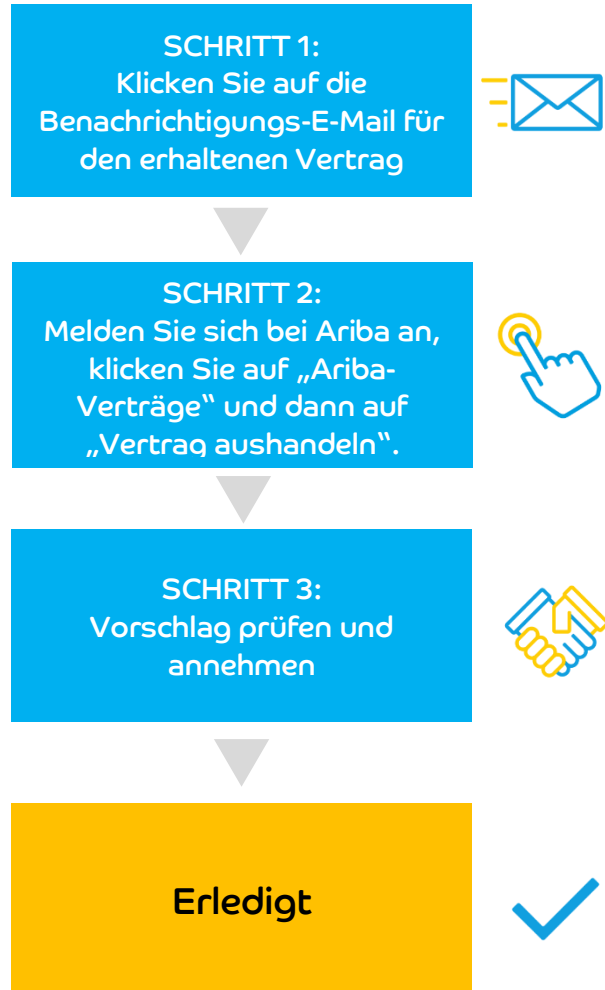 SCHRITT 1:
Klicken Sie auf die
Benachrichtigungs-E-Mail für
den erhaltenen Vertrag
SCHRITT 2:
Melden Sie sich bei Ariba an,
klicken Sie auf „Ariba-
Verträge“ und dann auf
„Vertrag aushandeln“.
SCHRITT 3:
Vorschlag prüfen und
annehmen
Erledigt